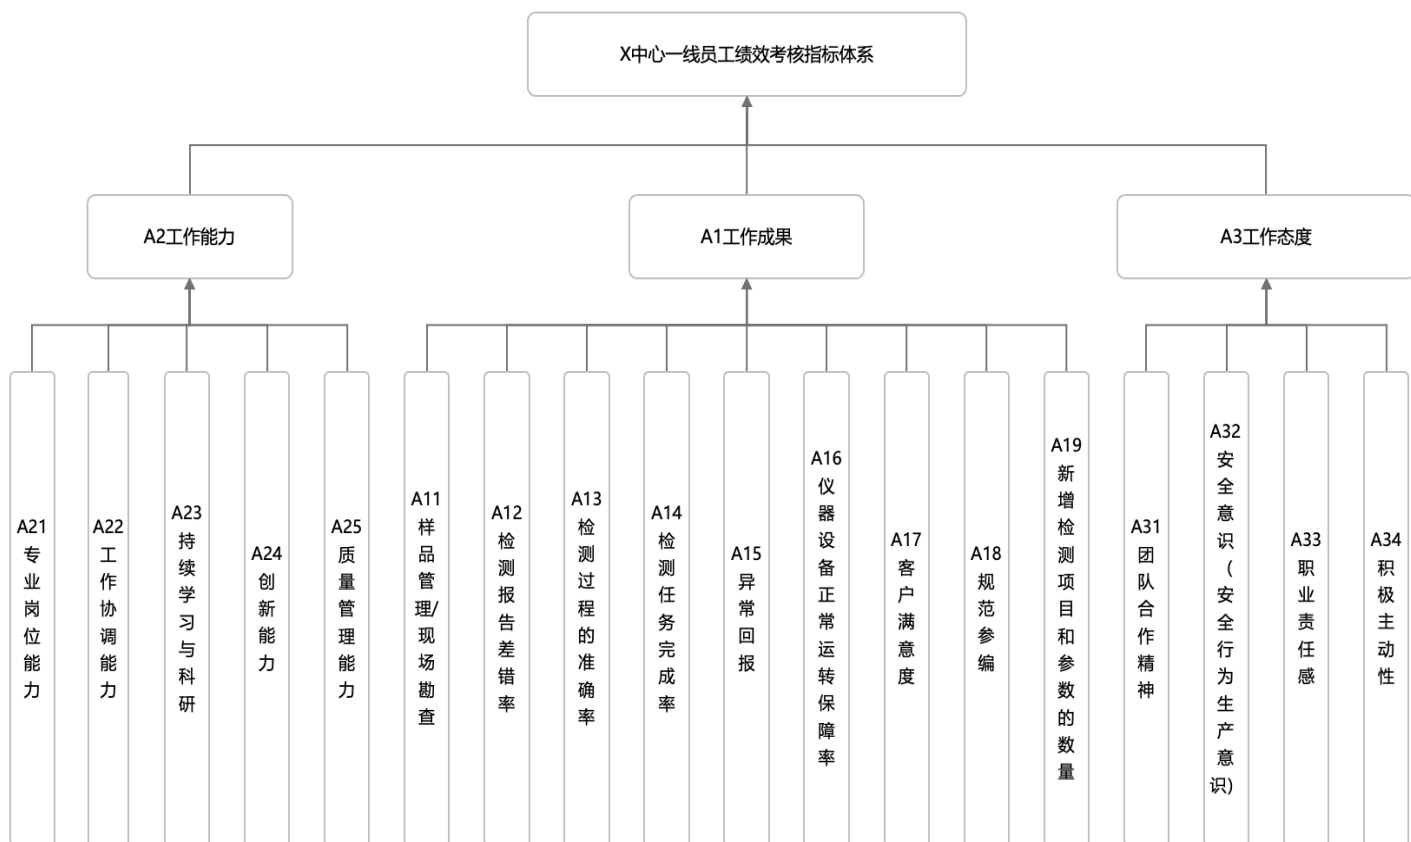 X中心一线员工绩效考核指标体系
A2工作能力
A1工作成果
A3工作态度
A21专业岗位能力
A22工作协调能力
A23持续学习与科研
A24创新能力
A25质量管理能力
A11样品管理/现场勘查
A12检测报告差错率
A13检测过程的准确率
A14检测任务完成率
A15异常回报
A16仪器设备正常运转保障率
A17客户满意度
A18规范参编
A19新增检测项目和参数的数量
A31团队合作精神
A32安全意识（安全行为生产意识）
A33职业责任感
A34积极主动性